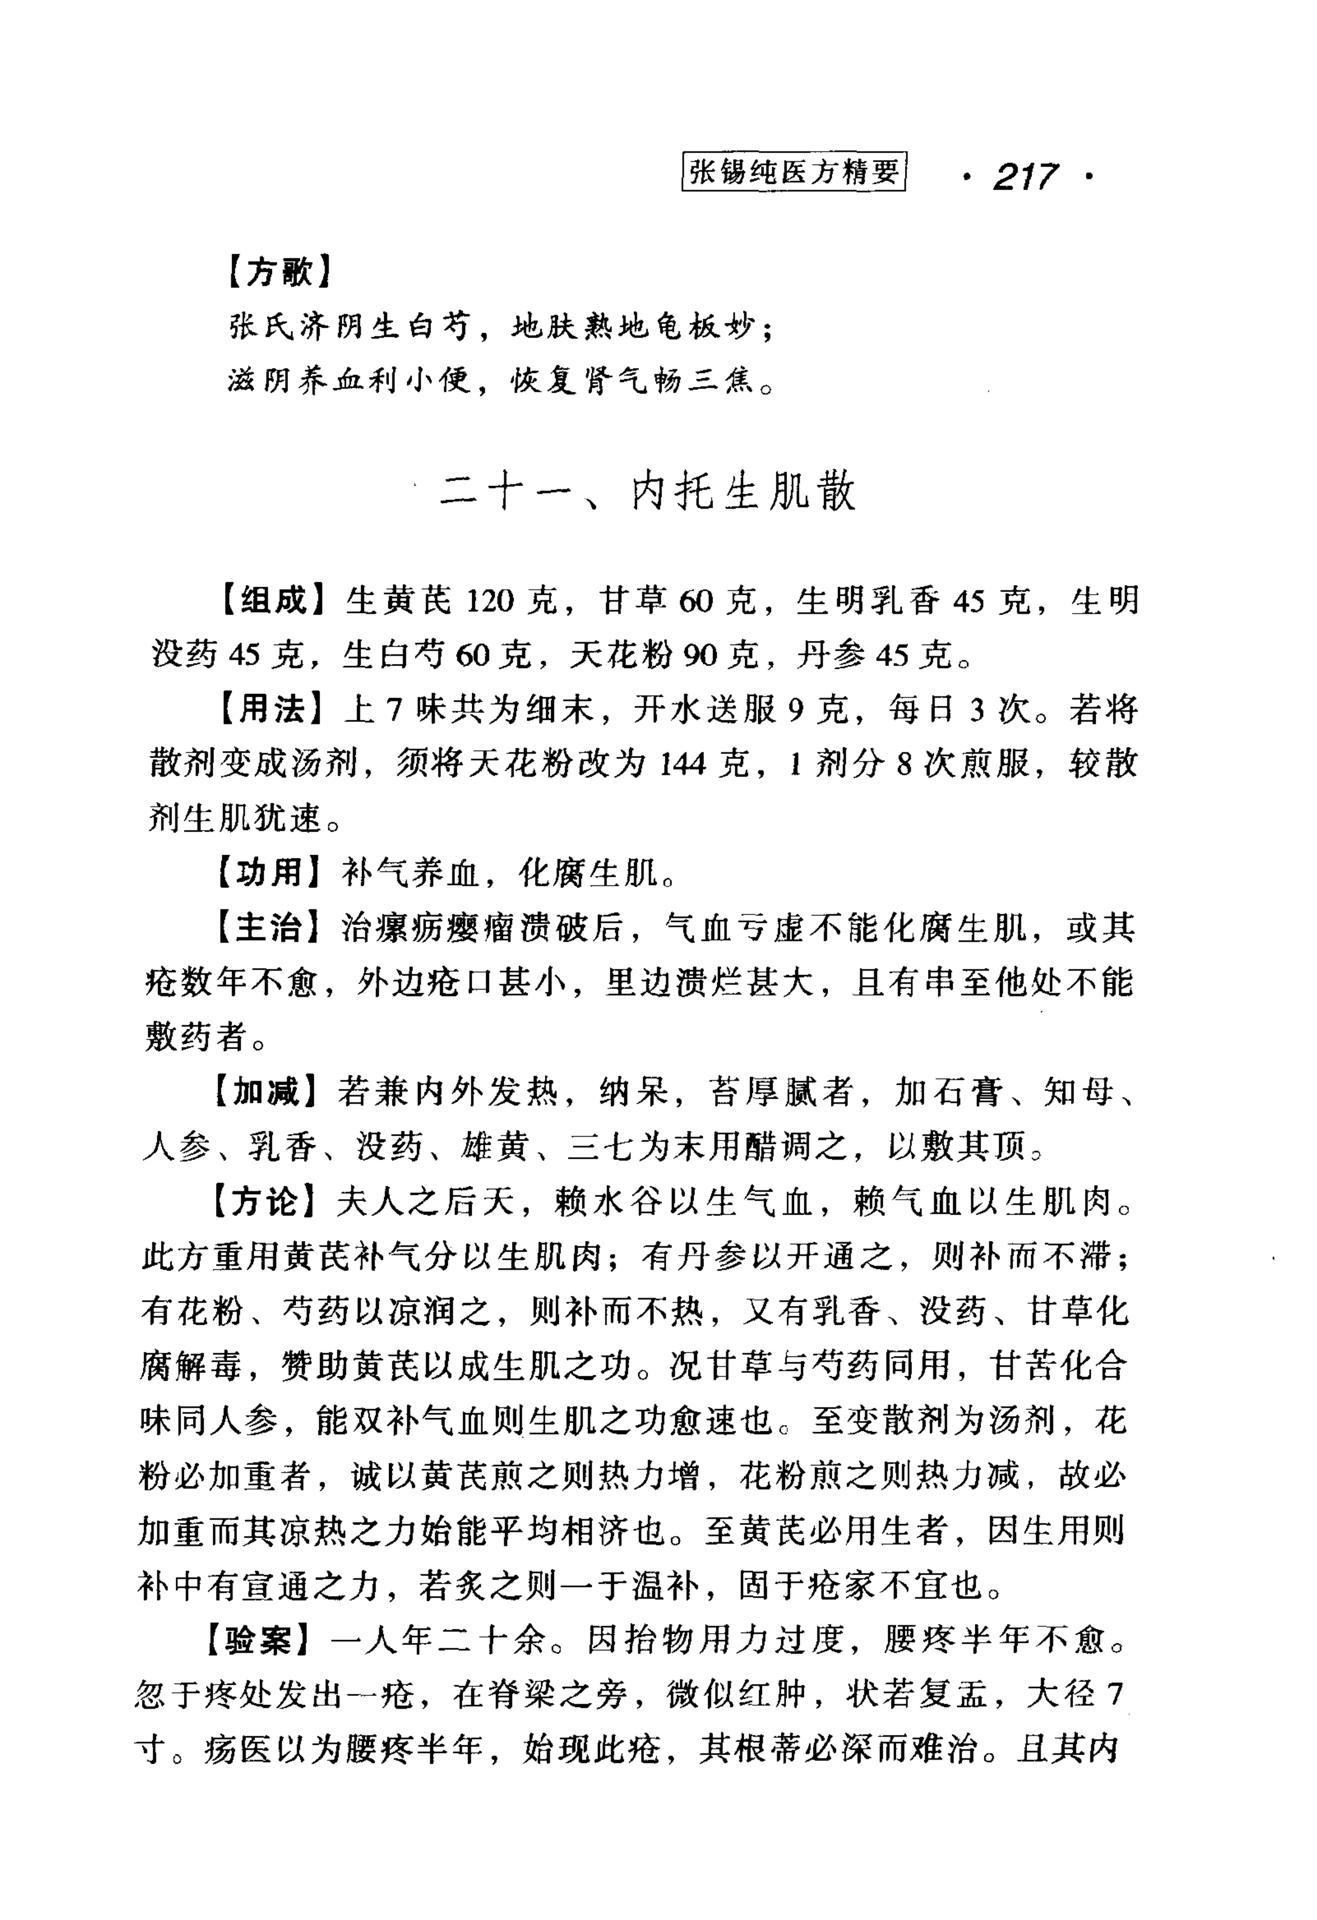 张锡纯医方精要 · 217 ·
【方歌】
张氏济阴生白芍，地肤熟地龟板妙；
滋阴养血利小便，恢复肾气畅三焦。
二十一、内托生肌散
【组成】生黄芪 120 克，甘草 60 克，生明乳香 45 克，生明
没药 45 克，生白芍 60 克，天花粉 90 克，丹参 45 克。
【用法】上 7 味共为细末，开水送服 9 克，每日 3 次。若将
散剂变成汤剂，须将天花粉改为 144 克，1 剂分 8 次煎服，较散
剂生肌犹速。
【功用】补气养血，化腐生肌。
【主治】治瘰疬瘿瘤溃破后，气血亏虚不能化腐生肌，或其
疮数年不愈，外边疮口甚小，里边溃烂甚大，且有串至他处不能
敷药者。
【加减】若兼内外发热，纳呆，苔厚腻者，加石膏、知母、
人参、乳香、没药、雄黄、三七为末用醋调之，以敷其顶。
【方论】夫人之后天，赖水谷以生气血，赖气血以生肌肉。
此方重用黄芪补气分以生肌肉；有丹参以开通之，则补而不滞；
有花粉、芍药以凉润之，则补而不热，又有乳香、没药、甘草化
腐解毒，赞助黄芪以成生肌之功。况甘草与芍药同用，甘苦化合
味同人参，能双补气血则生肌之功愈速也。至变散剂为汤剂，花
粉必加重者，诚以黄芪煎之则热力增，花粉煎之则热力减，故必
加重而其凉热之力始能平均相济也。至黄芪必用生者，因生用则
补中有宣通之力，若炙之则一于温补，固于疮家不宜也。
【验案】一人年二十余。因抬物用力过度，腰疼半年不愈。
忽于疼处发出一疮，在脊梁之旁，微似红肿，状若复盂，大径 7
寸。疡医以为腰疼半年，始现此疮，其根蒂必深而难治。且其内